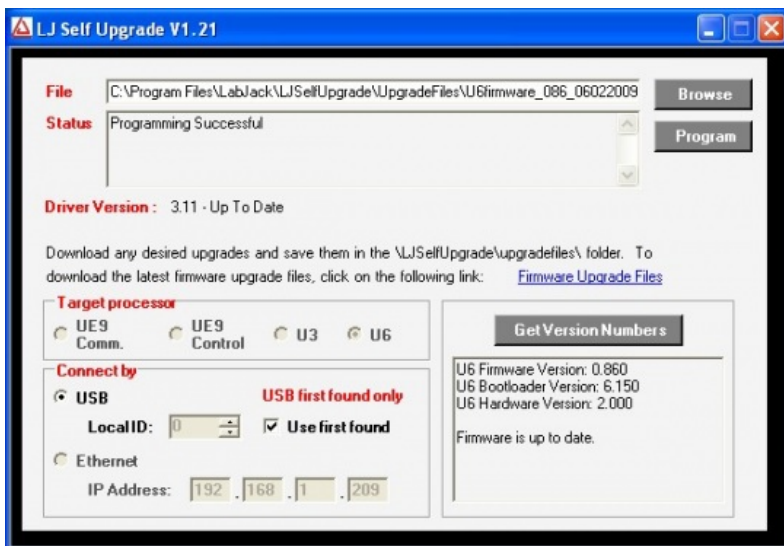 LJ Self Upgrade V1.21
File C:\Program Files\LabJack\LJSelfUpgrade\UpgradeFiles\U6firmware_086_06022009
Browse
Status Programming Successful
Program
Driver Version : 3.11 - Up To Date
Download any desired upgrades and save them in the \LJSelfUpgrade\upgradefiles\ folder. To
download the latest firmware upgrade files, click on the following link: Firmware Upgrade Files
Target processor
UE9 Comm.
UE9 Control
U3
U6
Connect by
USB
USB first found only
Local ID: 0
Use first found
Ethernet
IP Address: 192 . 168 . 1 . 209
Get Version Numbers
U6 Firmware Version: 0.860
U6 Bootloader Version: 6.150
U6 Hardware Version: 2.000
Firmware is up to date.